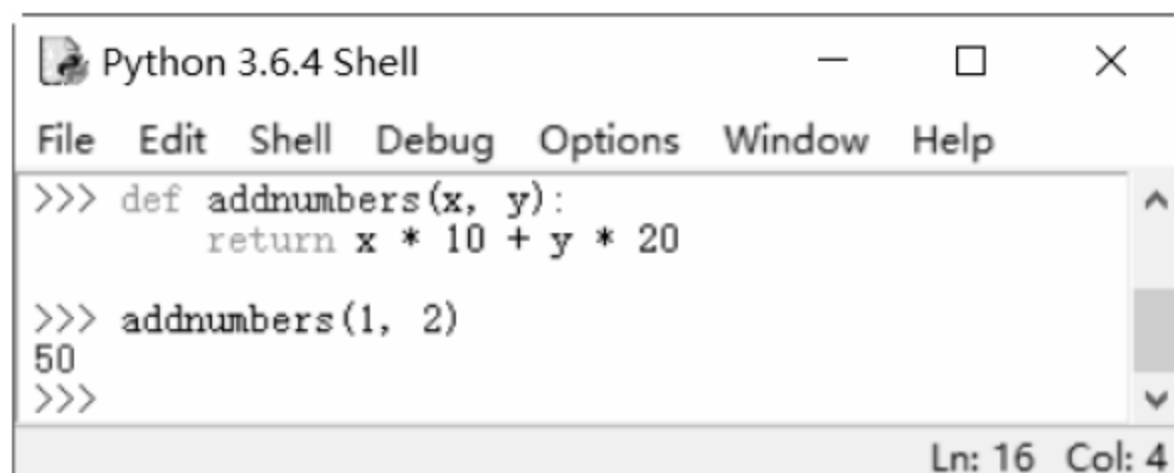 Python 3.6.4 Shell
File Edit Shell Debug Options Window Help
>>> def addnumbers(x, y):
        return x * 10 + y * 20
>>> addnumbers(1, 2)
50
>>>
Ln: 16 Col: 4